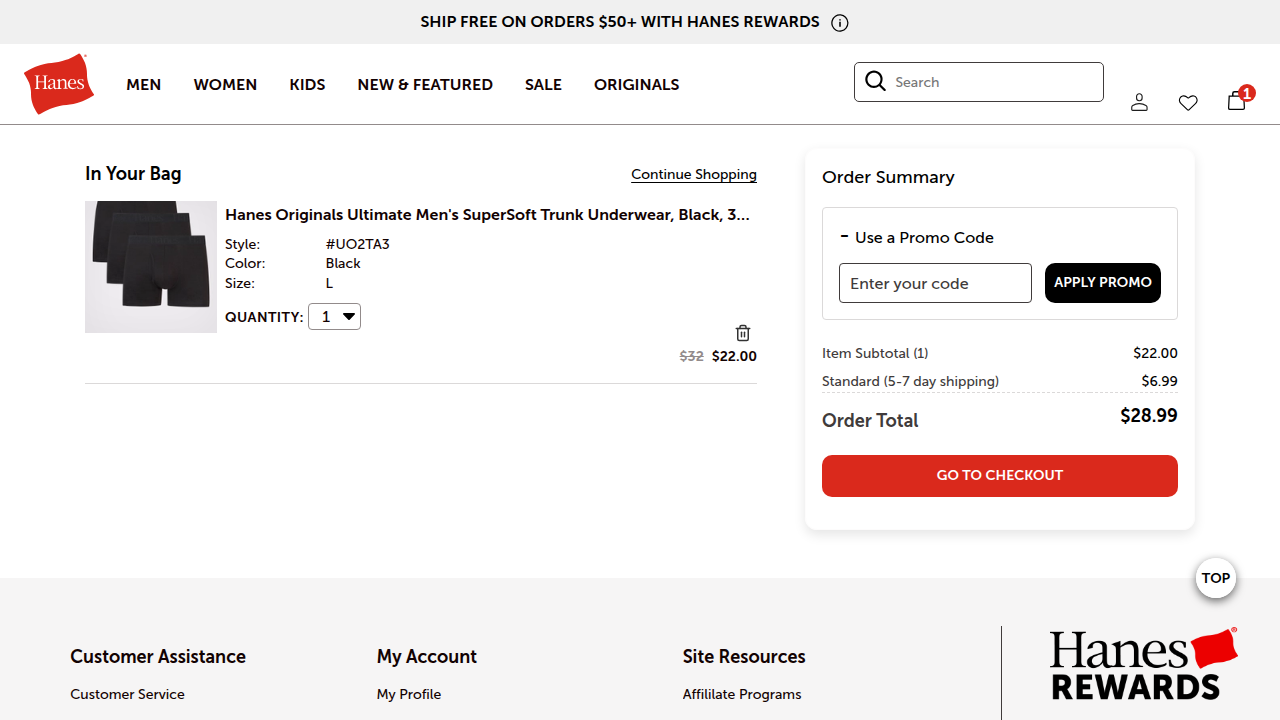 SHIP FREE ON ORDERS $50+ WITH HANES REWARDS
Hanes
MEN
WOMEN
KIDS
NEW & FEATURED
SALE
ORIGINALS
Search
1
In Your Bag
Continue Shopping
Hanes Originals Ultimate Men's SuperSoft Trunk Underwear, Black, 3...
Style: #UO2TA3
Color: Black
Size: L
QUANTITY: 1
$32 $22.00
Order Summary
- Use a Promo Code
Enter your code
APPLY PROMO
Item Subtotal (1) $22.00
Standard (5-7 day shipping) $6.99
Order Total $28.99
GO TO CHECKOUT
TOP
Customer Assistance
Customer Service
My Account
My Profile
Site Resources
Affililate Programs
Hanes®
REWARDS